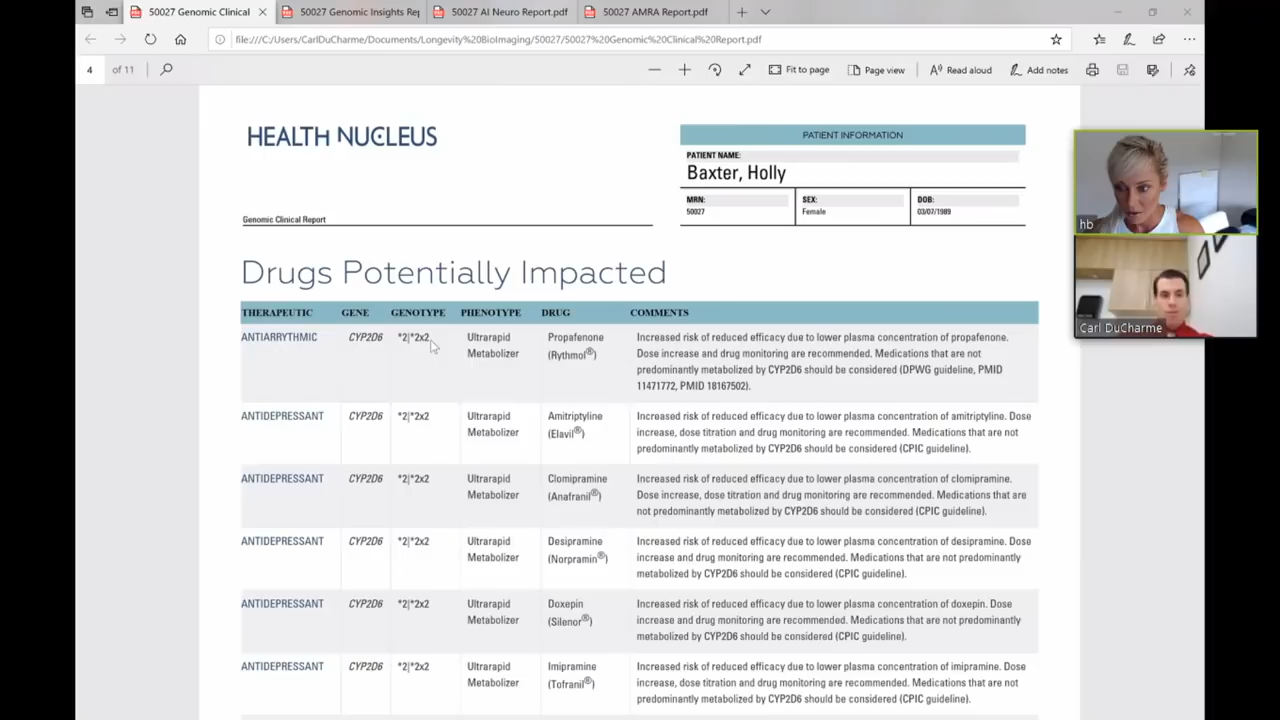 50027 Genomic Clinical
50027 Genomic Insights Rep
50027 AI Neuro Report.pdf
50027 AMRA Report.pdf
file:///C:/Users/CarlDuCharme/Documents/Longevity%20BioImaging/50027/50027%20Genomic%20Clinical%20Report.pdf
4 of 11
Fit to page
Page view
Read aloud
Add notes
HEALTH NUCLEUS
PATIENT INFORMATION
PATIENT NAME:
Baxter, Holly
MRN: SEX: DOB:
50027 Female 03/07/1989
Genomic Clinical Report
hb
Carl DuCharme
Drugs Potentially Impacted
THERAPEUTIC GENE GENOTYPE PHENOTYPE DRUG COMMENTS
ANTIARRYTHMIC CYP2D6 *2|*2x2 Ultrarapid Propafenone Increased risk of reduced efficacy due to lower plasma concentration of propafenone.
Metabolizer (Rythmol®) Dose increase and drug monitoring are recommended. Medications that are not
predominantly metabolized by CYP2D6 should be considered (DPWG guideline, PMID
11471772, PMID 18167502).
ANTIDEPRESSANT CYP2D6 *2|*2x2 Ultrarapid Amitriptyline Increased risk of reduced efficacy due to lower plasma concentration of amitriptyline. Dose
Metabolizer (Elavil®) increase, dose titration and drug monitoring are recommended. Medications that are not
predominantly metabolized by CYP2D6 should be considered (CPIC guideline).
ANTIDEPRESSANT CYP2D6 *2|*2x2 Ultrarapid Clomipramine Increased risk of reduced efficacy due to lower plasma concentration of clomipramine.
Metabolizer (Anafranil®) Dose increase, dose titration and drug monitoring are recommended. Medications that are
not predominantly metabolized by CYP2D6 should be considered (CPIC guideline).
ANTIDEPRESSANT CYP2D6 *2|*2x2 Ultrarapid Desipramine Increased risk of reduced efficacy due to lower plasma concentration of desipramine. Dose
Metabolizer (Norpramin®) increase and drug monitoring are recommended. Medications that are not predominantly
metabolized by CYP2D6 should be considered (CPIC guideline).
ANTIDEPRESSANT CYP2D6 *2|*2x2 Ultrarapid Doxepin Increased risk of reduced efficacy due to lower plasma concentration of doxepin. Dose
Metabolizer (Silenor®) increase and drug monitoring are recommended. Medications that are not predominantly
metabolized by CYP2D6 should be considered (CPIC guideline).
ANTIDEPRESSANT CYP2D6 *2|*2x2 Ultrarapid Imipramine Increased risk of reduced efficacy due to lower plasma concentration of imipramine. Dose
Metabolizer (Tofranil®) increase, dose titration and drug monitoring are recommended. Medications that are not
predominantly metabolized by CYP2D6 should be considered (CPIC guideline).